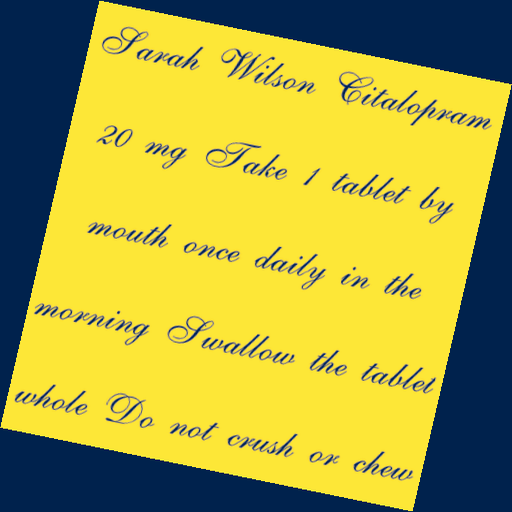 Sarah Wilson Citalopram
20 mg Take 1 tablet by
mouth once daily in the
morning Swallow the tablet
whole Do not crush or chew